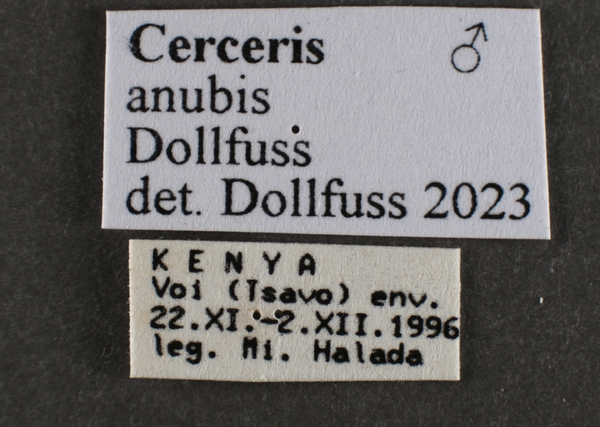 Cerceris ♂
anubis
Dollfuss
det. Dollfuss 2023
KENYA
Voi (Tsavo) env.
22.XI.-2.XII.1996
leg. Mi. Halada